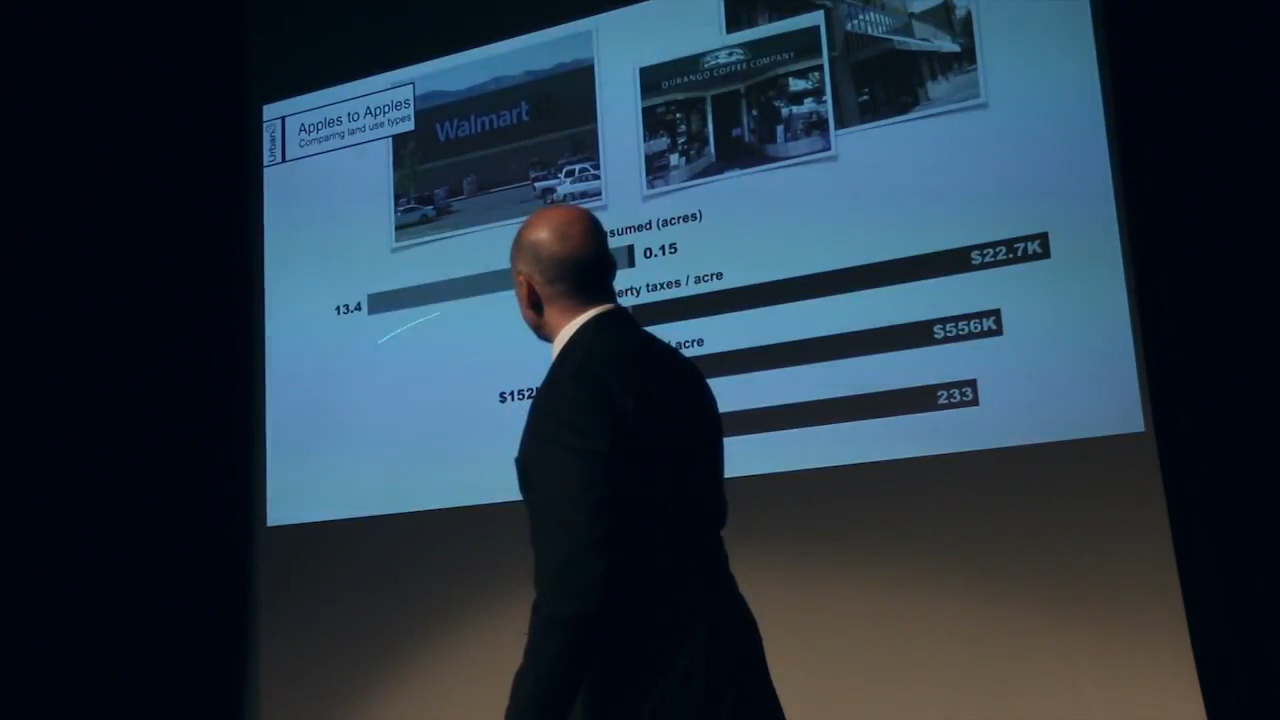 Urban3
Apples to Apples
Comparing land use types
Walmart
DURANGO COFFEE COMPANY
sumed (acres)
13.4
0.15
erty taxes / acre
$22.7K
acre
$556K
$152
233